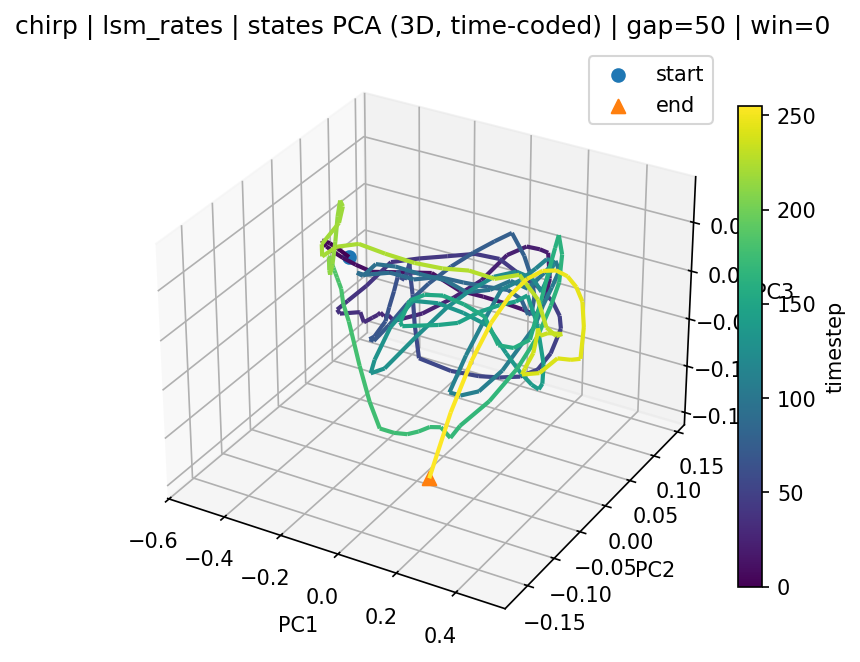 chirp | lsm_rates | states PCA (3D, time-coded) | gap=50 | win=0
start
end
250
200
150
100
50
0
timestep
PC3
0.15
0.10
0.05
0.00
−0.05
−0.10
−0.15
PC2
−0.6
−0.4
−0.2
0.0
0.2
0.4
PC1